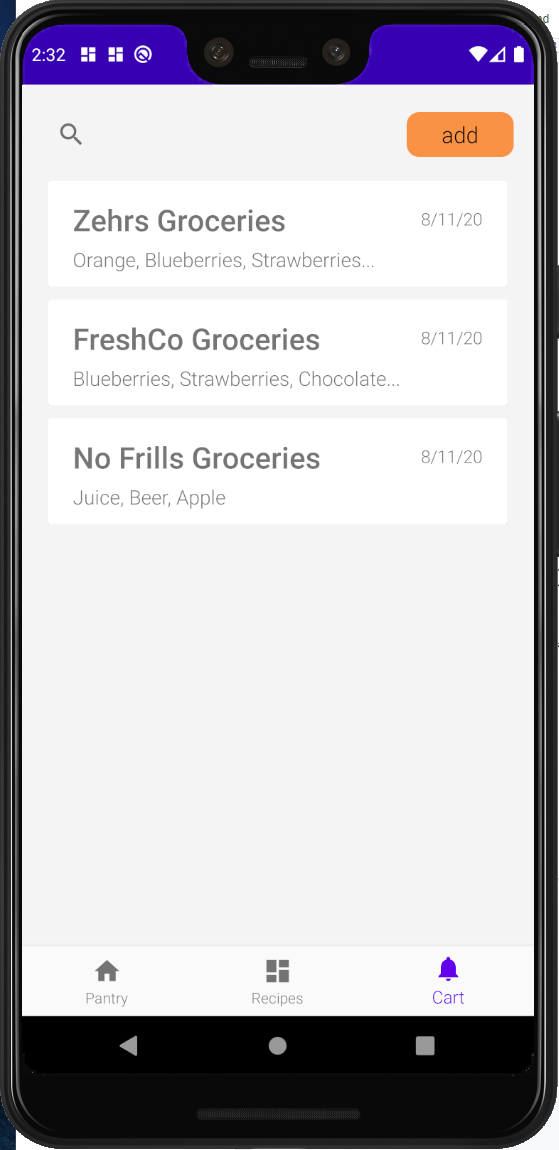 2:32
add
Zehrs Groceries 8/11/20
Orange, Blueberries, Strawberries...
FreshCo Groceries 8/11/20
Blueberries, Strawberries, Chocolate...
No Frills Groceries 8/11/20
Juice, Beer, Apple
Pantry Recipes Cart